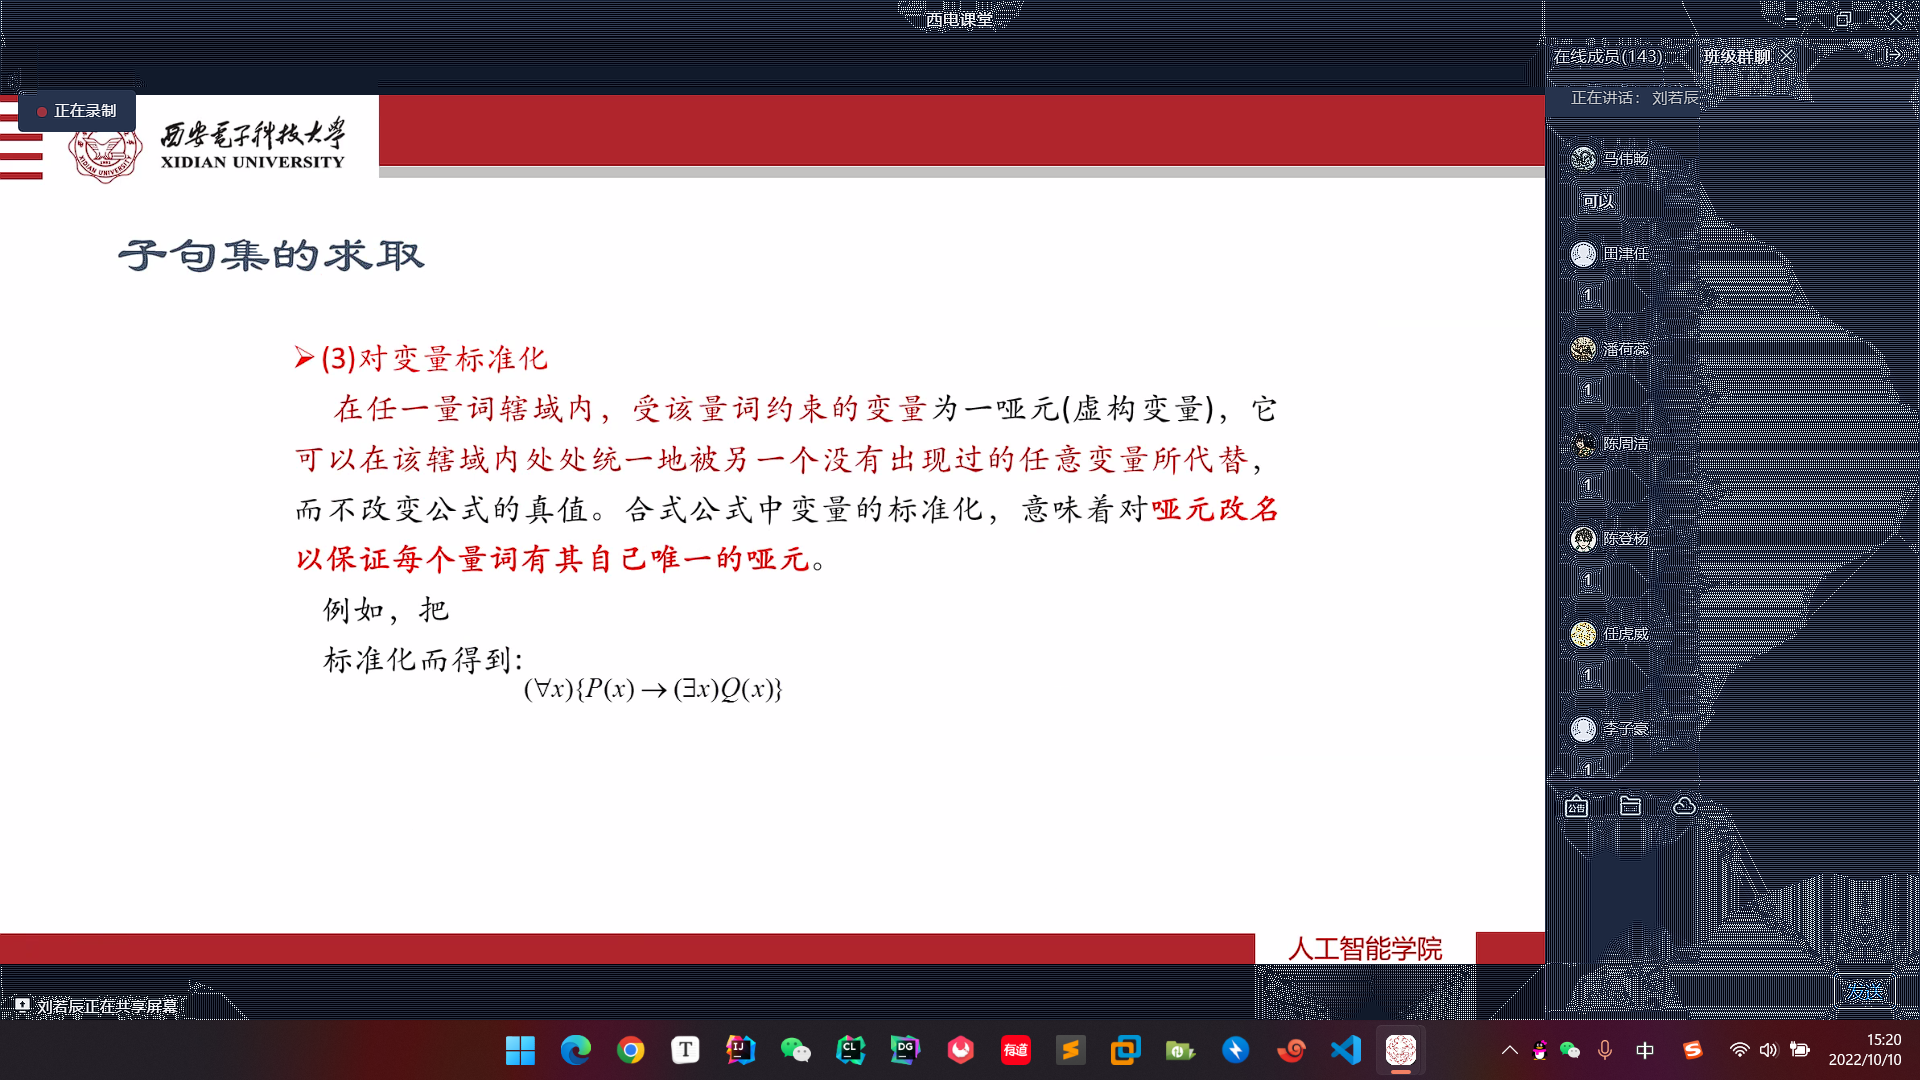 西电课堂
在线成员(143)
班级群聊
正在讲话： 刘若辰
正在录制
西安电子科技大学
XIDIAN UNIVERSITY
子句集的求取
(3)对变量标准化
在任一量词辖域内，受该量词约束的变量为一哑元(虚构变量)，它
可以在该辖域内处处统一地被另一个没有出现过的任意变量所代替，
而不改变公式的真值。合式公式中变量的标准化，意味着对哑元改名
以保证每个量词有其自己唯一的哑元。
例如，把
标准化而得到:
(∀x){P(x)→(∃x)Q(x)}
人工智能学院
马伟畅
可以
田津任
1
潘荷蕊
1
陈周洁
1
陈登杨
1
任虎威
1
李子豪
1
公告
发送
刘若辰正在共享屏幕
T
IJ
CL
DG
有道
中
15:20
2022/10/10